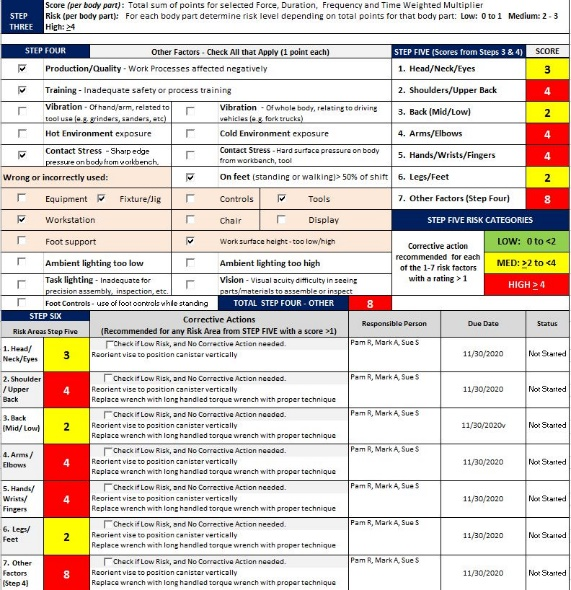 Score (per body part): Total sum of points for selected Force, Duration, Frequency and Time Weighted Multiplier
STEP THREE
Risk (per body part): For each body part determine risk level depending on total points for that body part: Low: 0 to 1 Medium: 2 - 3
High: ≥4
STEP FOUR Other Factors - Check All that Apply (1 point each) STEP FIVE (Scores from Steps 3 & 4) SCORE
Production/Quality - Work Processes affected negatively 1. Head/Neck/Eyes 3
Training - Inadequate safety or process training 2. Shoulders/Upper Back 4
Vibration - Of hand/arm, related to tool use (e.g. grinders, sanders, etc) Vibration - Of whole body, relating to driving vehicles (e.g. fork trucks) 3. Back (Mid/Low) 2
Hot Environment exposure Cold Environment exposure 4. Arms/Elbows 4
Contact Stress - Sharp edge pressure on body from workbench, Contact Stress - Hard surface pressure on body from workbench, tool 5. Hands/Wrists/Fingers 4
Wrong or incorrectly used: On feet (standing or walking)> 50% of shift 6. Legs/Feet 2
Equipment Fixture/Jig Controls Tools 7. Other Factors (Step Four) 8
Workstation Chair Display STEP FIVE RISK CATEGORIES
Foot support Work surface height - too low/high
Corrective action recommended for each of the 1-7 risk factors with a rating > 1
LOW: 0 to <2
MED: ≥2 to <4
HIGH ≥ 4
Ambient lighting too low Ambient lighting too high
Task lighting - Inadequate for precision assembly, inspection, etc. Vision - Visual acuity difficulty in seeing parts/materials to assemble or inspect
Foot Controls - use of foot controls while standing TOTAL STEP FOUR - OTHER 8
STEP SIX
Risk Areas Step Five
Corrective Actions
(Recommended for any Risk Area from STEP FIVE with a score >1)
Responsible Person Due Date Status
1. Head/ Neck/Eyes 3
Check if Low Risk, and No Corrective Action needed.
Reorient vise to position canister vertically
Pam R, Mark A, Sue S 11/30/2020 Not Started
2. Shoulder / Upper Back 4
Check if Low Risk, and No Corrective Action needed.
Reorient vise to position canister vertically
Replace wrench with long handled torque wrench with proper technique
Pam R, Mark A, Sue S 11/30/2020 Not Started
3. Back (Mid/ Low) 2
Check if Low Risk, and No Corrective Action needed.
Reorient vise to position canister vertically
Replace wrench with long handled torque wrench with proper technique
Pam R, Mark A, Sue S 11/30/2020v Not Started
4. Arms / Elbows 4
Check if Low Risk, and No Corrective Action needed.
Reorient vise to position canister vertically
Replace wrench with long handled torque wrench with proper technique
Pam R, Mark A, Sue S 11/30/2020 Not Started
5. Hands/ Wrists/ Fingers 4
Check if Low Risk, and No Corrective Action needed.
Reorient vise to position canister vertically
Replace wrench with long handled torque wrench with proper technique
Pam R, Mark A, Sue S 11/30/2020 Not Started
6. Legs/ Feet 2
Check if Low Risk, and No Corrective Action needed.
Reorient vise to position canister vertically
Replace wrench with long handled torque wrench with proper technique
Pam R, Mark A, Sue S 11/30/2020 Not Started
7. Other Factors (Step 4) 8
Check if Low Risk, and No Corrective Action needed.
Reorient vise to position canister vertically
Replace wrench with long handled torque wrench with proper technique
Pam R, Mark A, Sue S 11/30/2020 Not Started